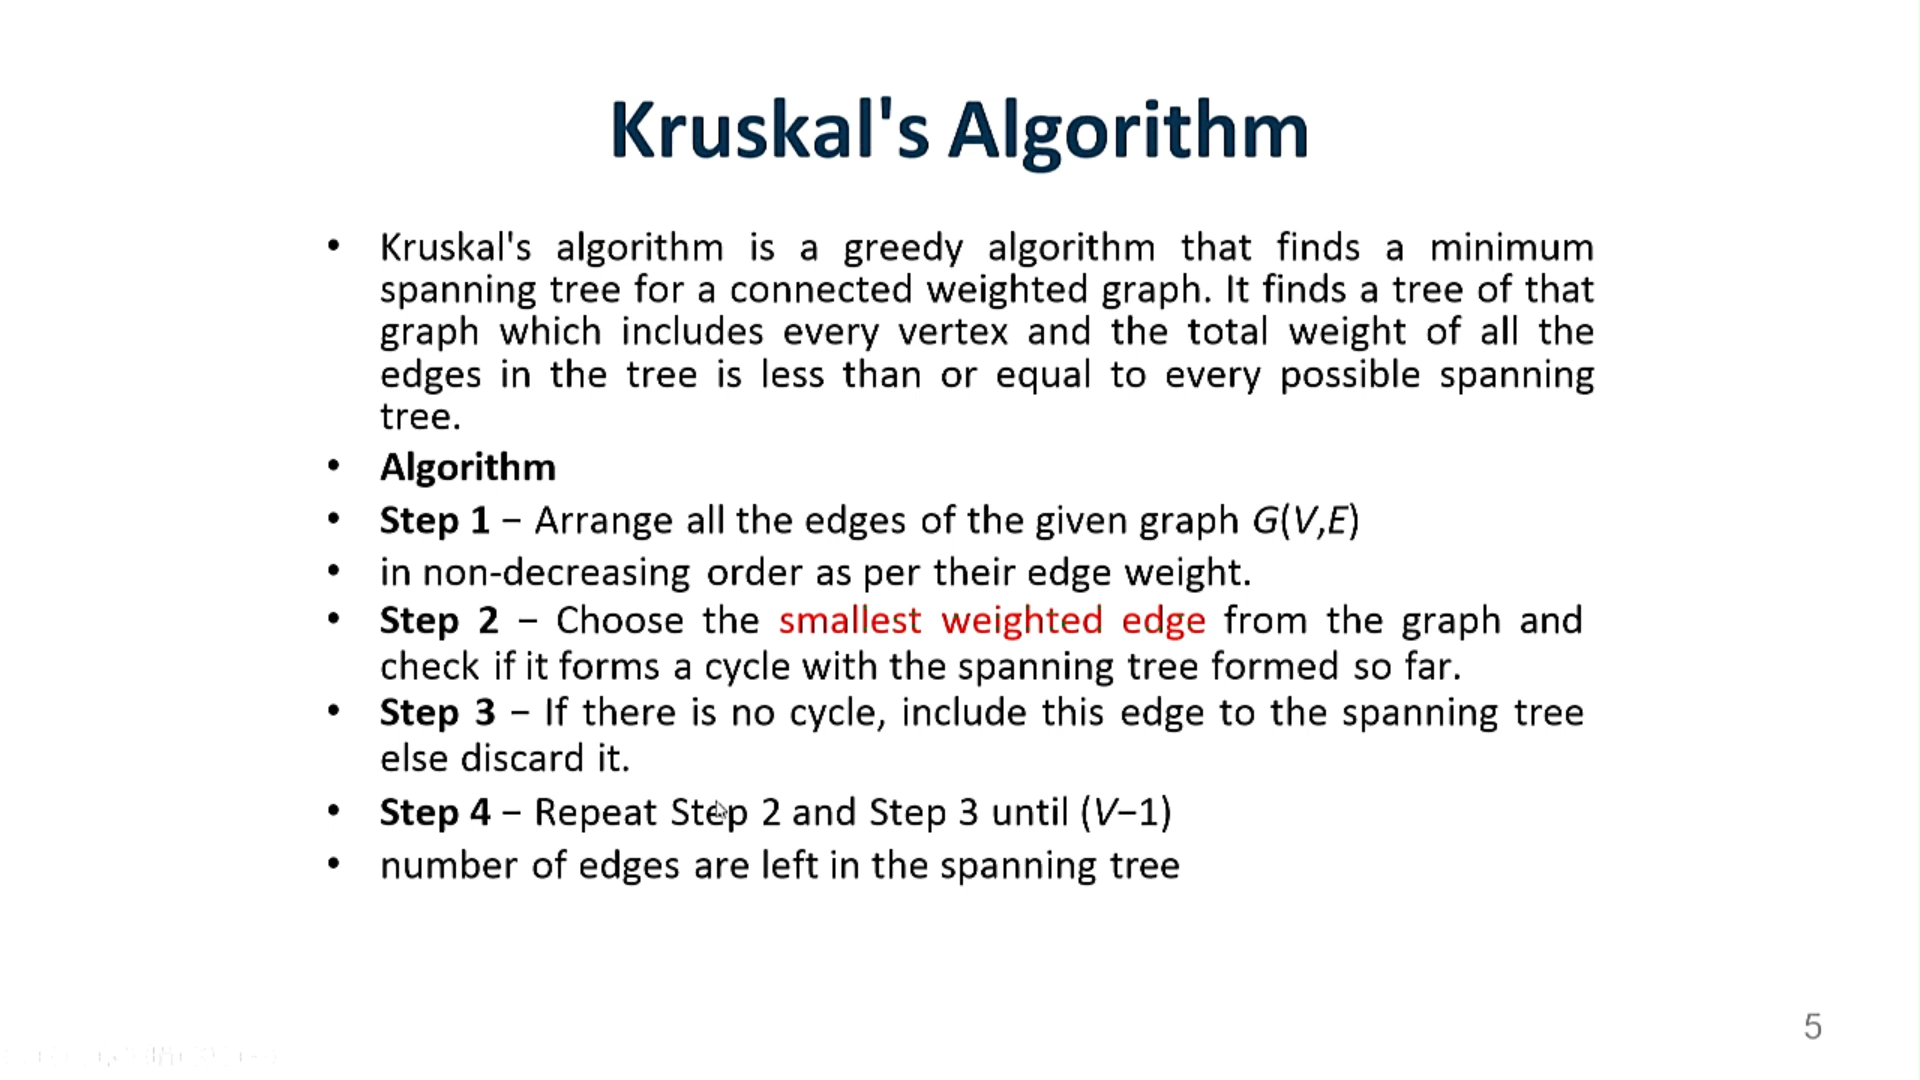 Kruskal's Algorithm
• Kruskal's algorithm is a greedy algorithm that finds a minimum
spanning tree for a connected weighted graph. It finds a tree of that
graph which includes every vertex and the total weight of all the
edges in the tree is less than or equal to every possible spanning
tree.
• Algorithm
• Step 1 – Arrange all the edges of the given graph G(V,E)
• in non-decreasing order as per their edge weight.
• Step 2 – Choose the smallest weighted edge from the graph and
check if it forms a cycle with the spanning tree formed so far.
• Step 3 – If there is no cycle, include this edge to the spanning tree
else discard it.
• Step 4 – Repeat Step 2 and Step 3 until (V–1)
• number of edges are left in the spanning tree
5